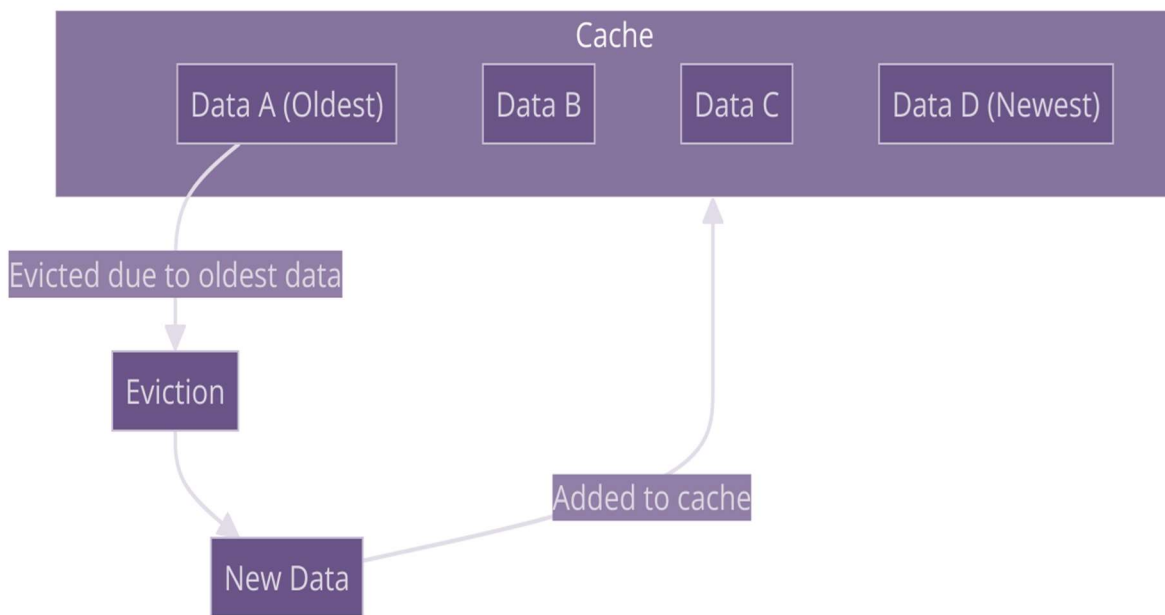 Cache
Data A (Oldest)
Data B
Data C
Data D (Newest)
Evicted due to oldest data
Eviction
Added to cache
New Data